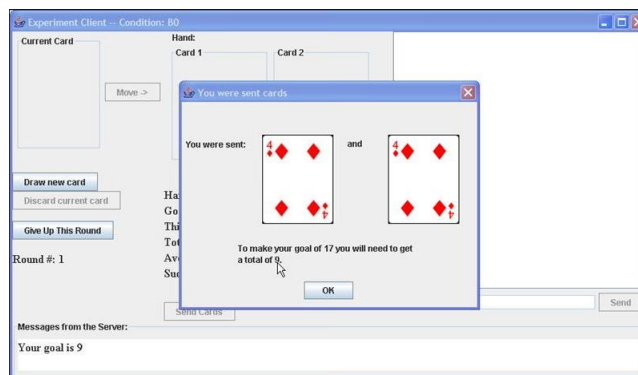 Experiment Client -- Condition: B0
Current Card
Hand:
Card 1
Card 2
Move ->
You were sent cards
You were sent:
4
4
and
4
4
To make your goal of 17 you will need to get
a total of 9.
OK
Draw new card
Discard current card
Give Up This Round
Round #: 1
Send Cards
Send
Messages from the Server:
Your goal is 9